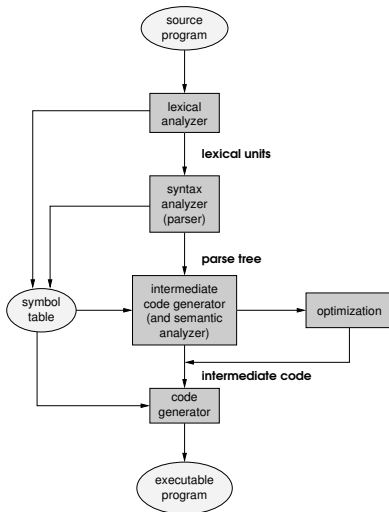 source
program
lexical
analyzer
lexical units
syntax
analyzer
(parser)
parse tree
symbol
table
intermediate
code generator
(and semantic
analyzer)
optimization
intermediate code
code
generator
executable
program